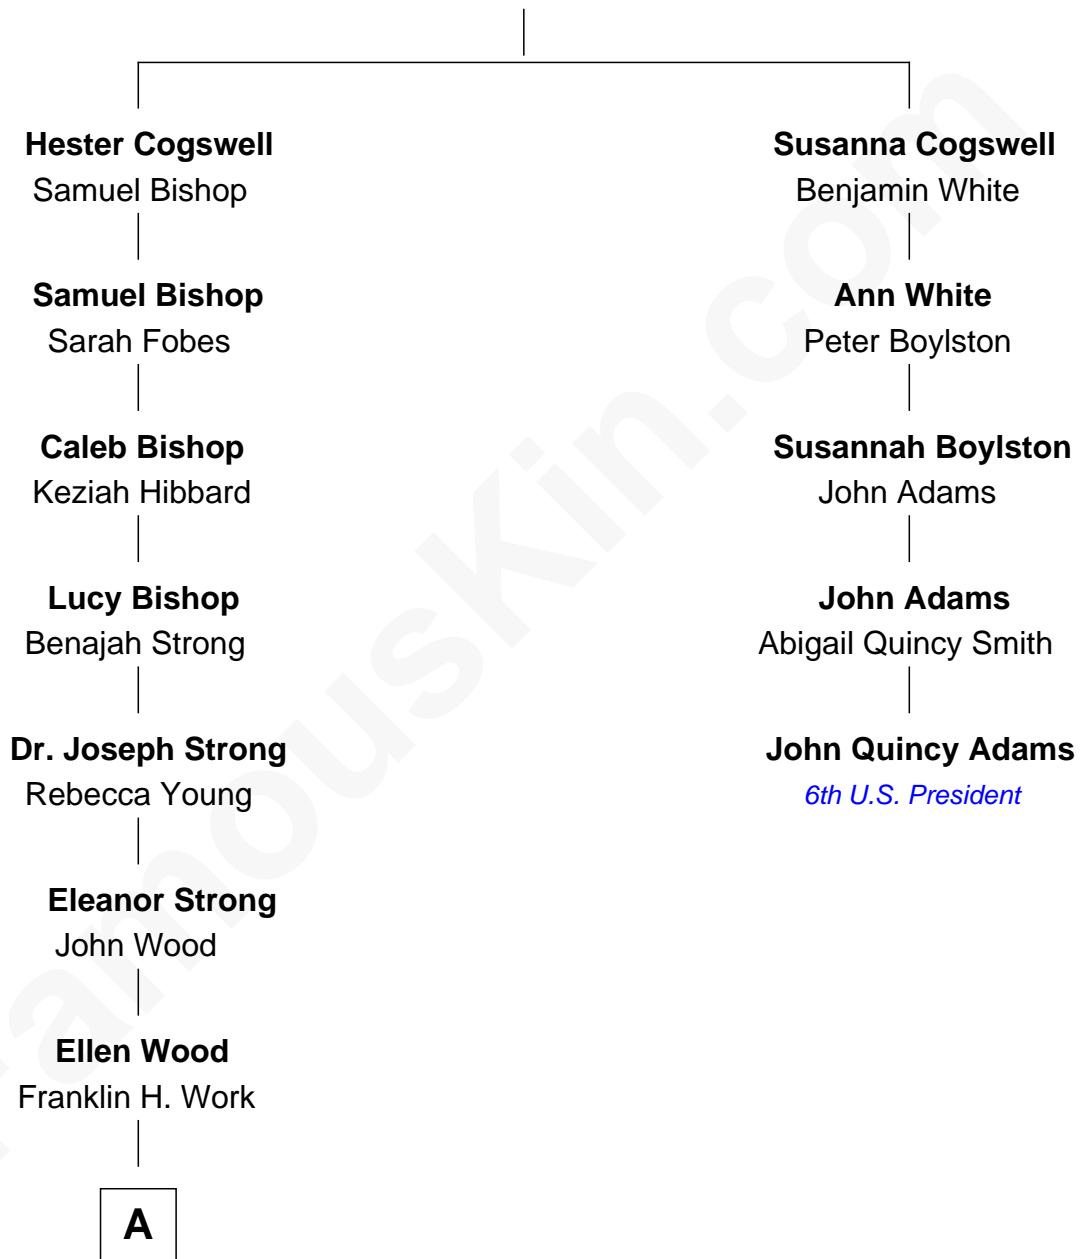 Hester Cogswell
Samuel Bishop
Samuel Bishop
Sarah Fobes
Caleb Bishop
Keziah Hibbard
Lucy Bishop
Benajah Strong
Dr. Joseph Strong
Rebecca Young
Eleanor Strong
John Wood
Ellen Wood
Franklin H. Work
A
Susanna Cogswell
Benjamin White
Ann White
Peter Boylston
Susannah Boylston
John Adams
John Adams
Abigail Quincy Smith
John Quincy Adams
6th U.S. President
FamousKin.com